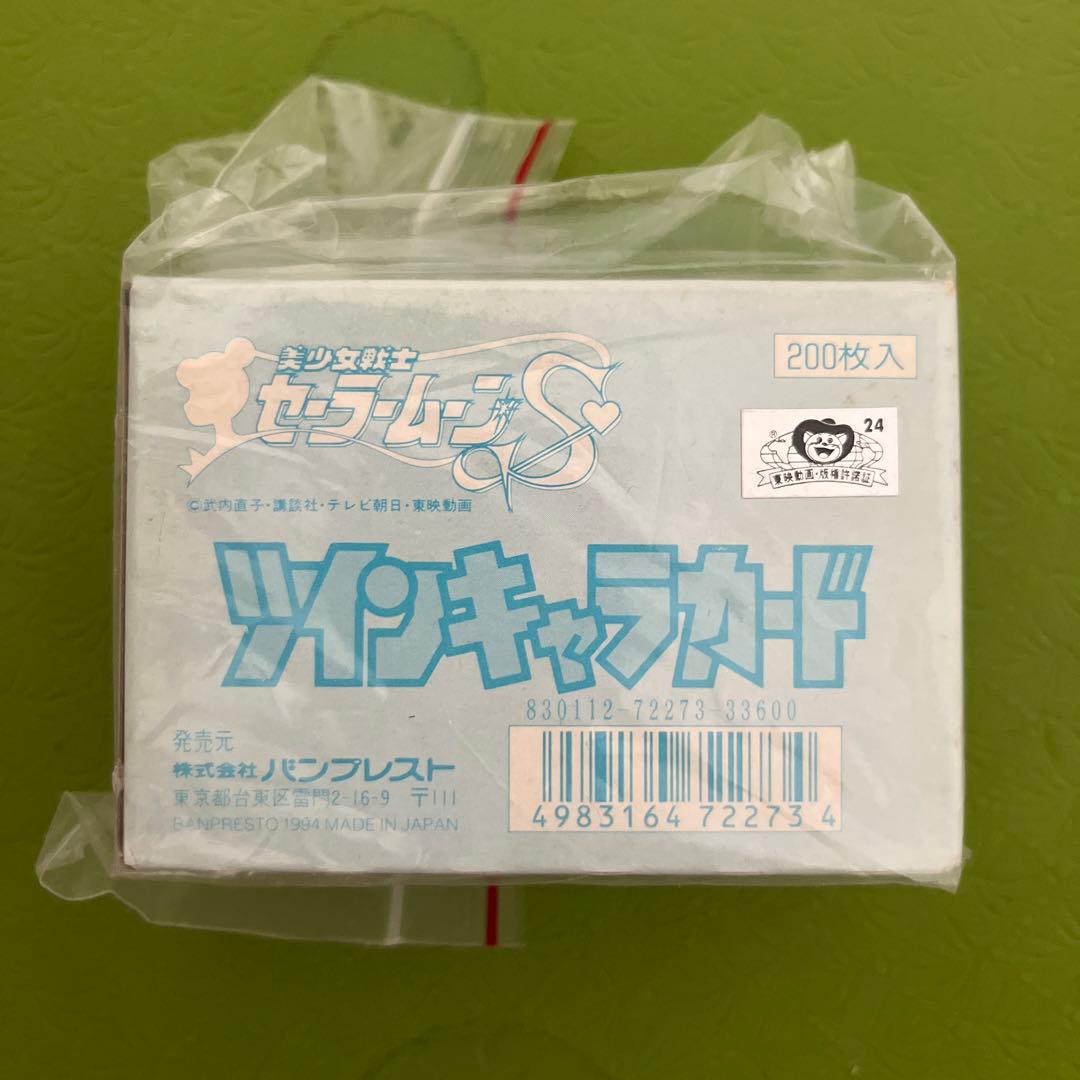 美少女戦士
セーラームーンS
©武内直子・講談社・テレビ朝日・東映動画
200枚入
24
®
東映動画・版権許諾証
ツインキャラカード
830112-72273-33600
発売元
株式会社 バンプレスト
東京都台東区雷門2-16-9 〒111
BANPRESTO 1994 MADE IN JAPAN
4983164 722734